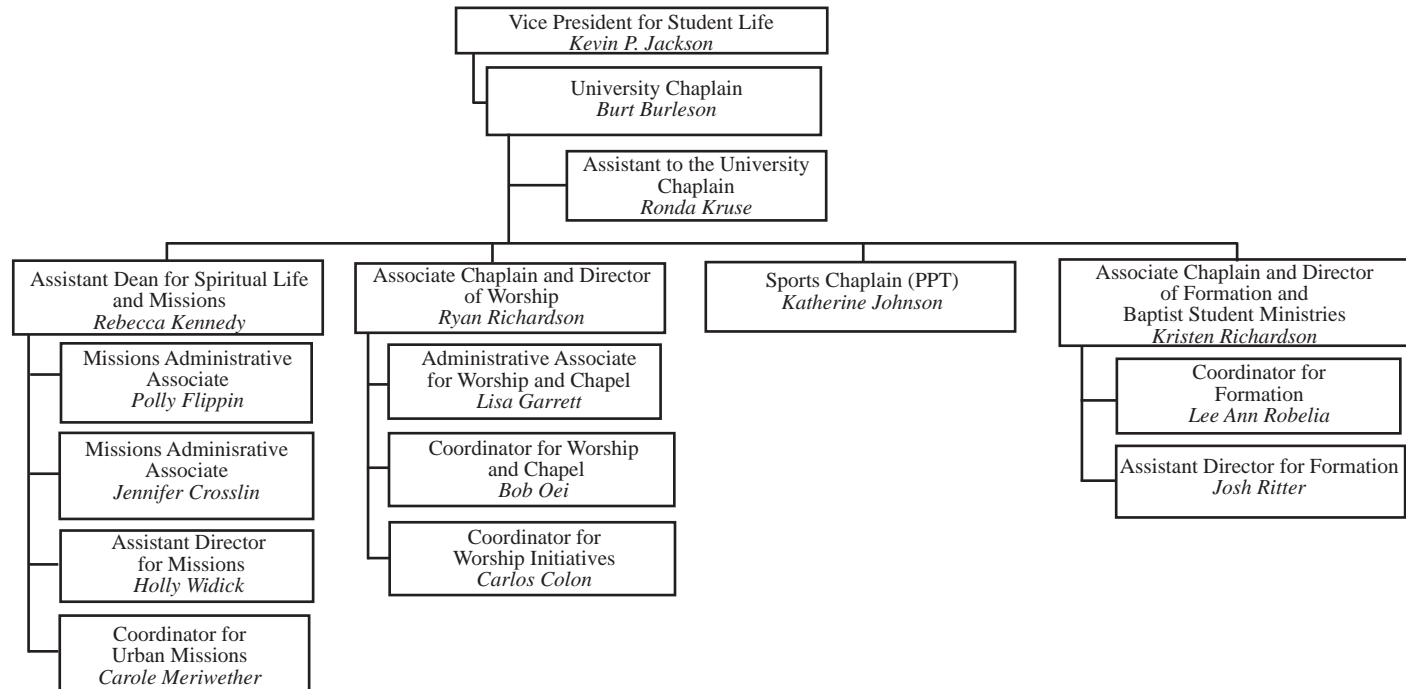 Vice President for Student Life
Kevin P. Jackson
University Chaplain
Burt Burleson
Assistant to the University
Chaplain
Ronda Kruse
Assistant Dean for Spiritual Life
and Missions
Rebecca Kennedy
Missions Administrative
Associate
Polly Flippin
Missions Adminisrative
Associate
Jennifer Crosslin
Assistant Director
for Missions
Holly Widick
Coordinator for
Urban Missions
Carole Meriwether
Associate Chaplain and Director
of Worship
Ryan Richardson
Administrative Associate
for Worship and Chapel
Lisa Garrett
Coordinator for Worship
and Chapel
Bob Oei
Coordinator for
Worship Initiatives
Carlos Colon
Sports Chaplain (PPT)
Katherine Johnson
Associate Chaplain and Director
of Formation and
Baptist Student Ministries
Kristen Richardson
Coordinator for
Formation
Lee Ann Robelia
Assistant Director for Formation
Josh Ritter